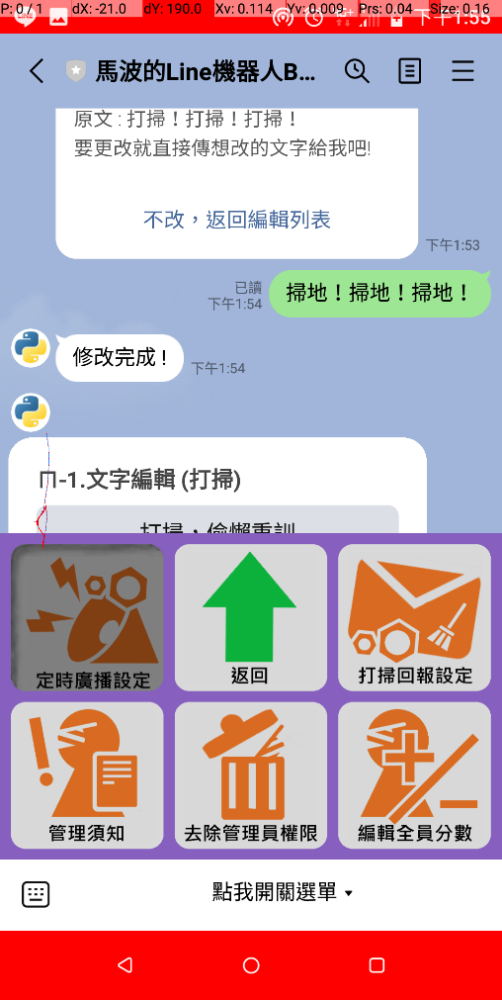 P: 0 / 1 dX: -21.0 dY: 190.0 Xv: 0.114 Yv: 0.009 Prs: 0.04 Size: 0.16
下午1:55
馬波的Line機器人B...
原文 : 打掃！打掃！打掃！
要更改就直接傳想改的文字給我吧!
不改，返回編輯列表
下午1:53
已讀
下午1:54
掃地！掃地！掃地！
修改完成 !
下午1:54
ㄇ-1.文字編輯 (打掃)
打掃，偷懶重訓
定時廣播設定
返回
打掃回報設定
管理須知
去除管理員權限
編輯全員分數
點我開關選單 ▾